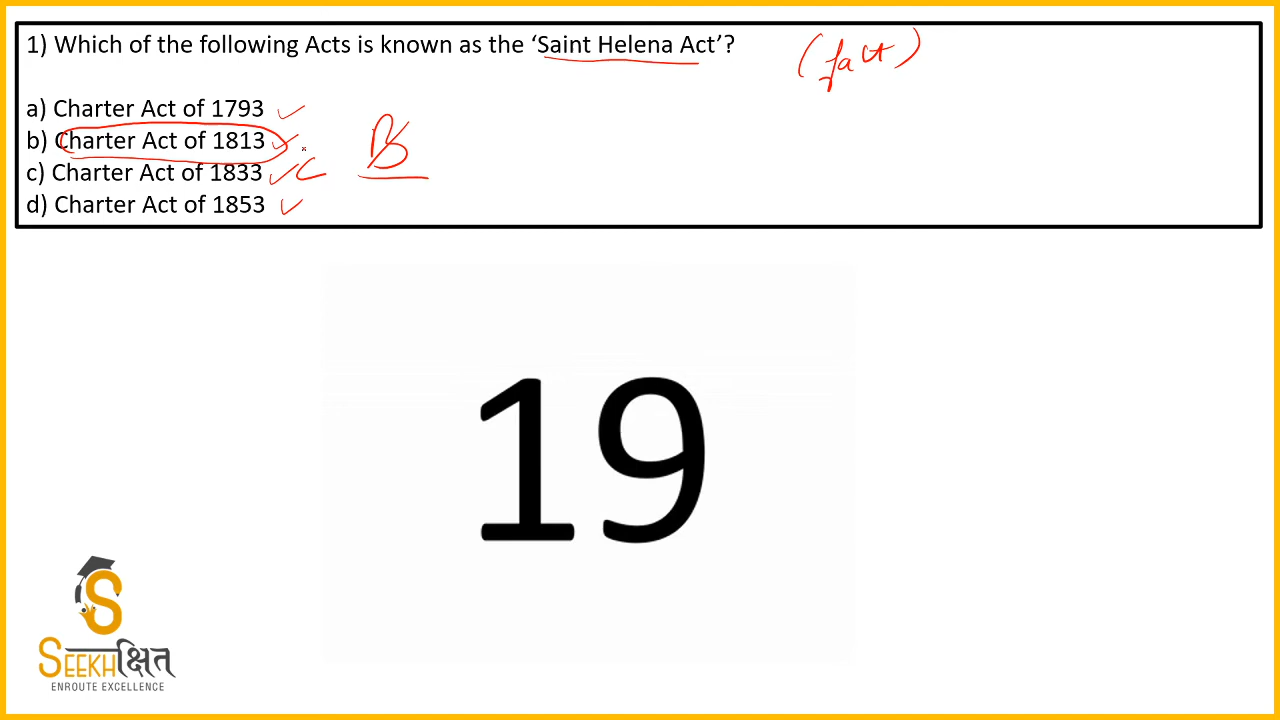 1) Which of the following Acts is known as the ‘Saint Helena Act’?
(fact)
a) Charter Act of 1793
b) Charter Act of 1813
c) Charter Act of 1833
d) Charter Act of 1853
C
B
19
S
SEEKHक्षित
ENROUTE EXCELLENCE